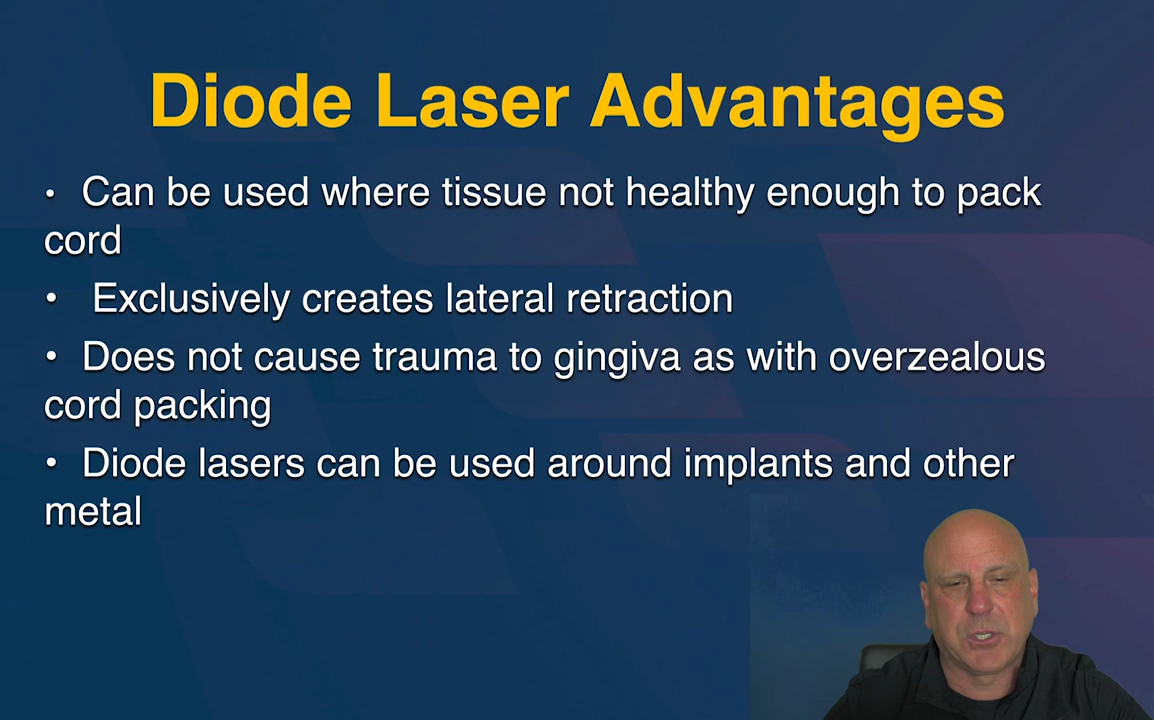 Diode Laser Advantages
• Can be used where tissue not healthy enough to pack
cord
• Exclusively creates lateral retraction
• Does not cause trauma to gingiva as with overzealous
cord packing
• Diode lasers can be used around implants and other
metal